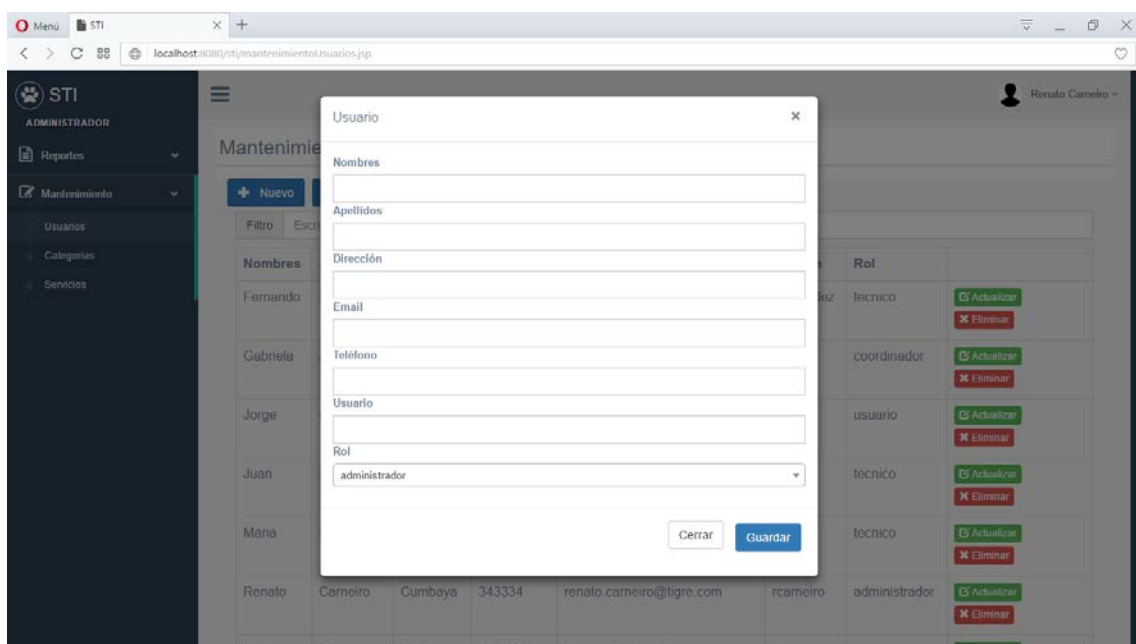 Menú STI
localhost:8080/sti/mantenimientoUsuarios.jsp
STI
ADMINISTRADOR
Renato Carneiro
Reportes
Mantenimiento
Usuarios
Categorias
Servicios
Mantenimie
Nuevo
Filtro Escri
Usuario ×
Nombres
Apellidos
Dirección
Email
Teléfono
Usuario
Rol
administrador
Cerrar Guardar
Nombres Rol
Fernando dez tecnico Actualizar
Eliminar
Gabriela coordinador Actualizar
Eliminar
Jorge usuario Actualizar
Eliminar
Juan tecnico Actualizar
Eliminar
Maria tecnico Actualizar
Eliminar
Renato Carneiro Cumbaya 343334 renato.carneiro@tigre.com rcarneiro administrador Actualizar
Eliminar